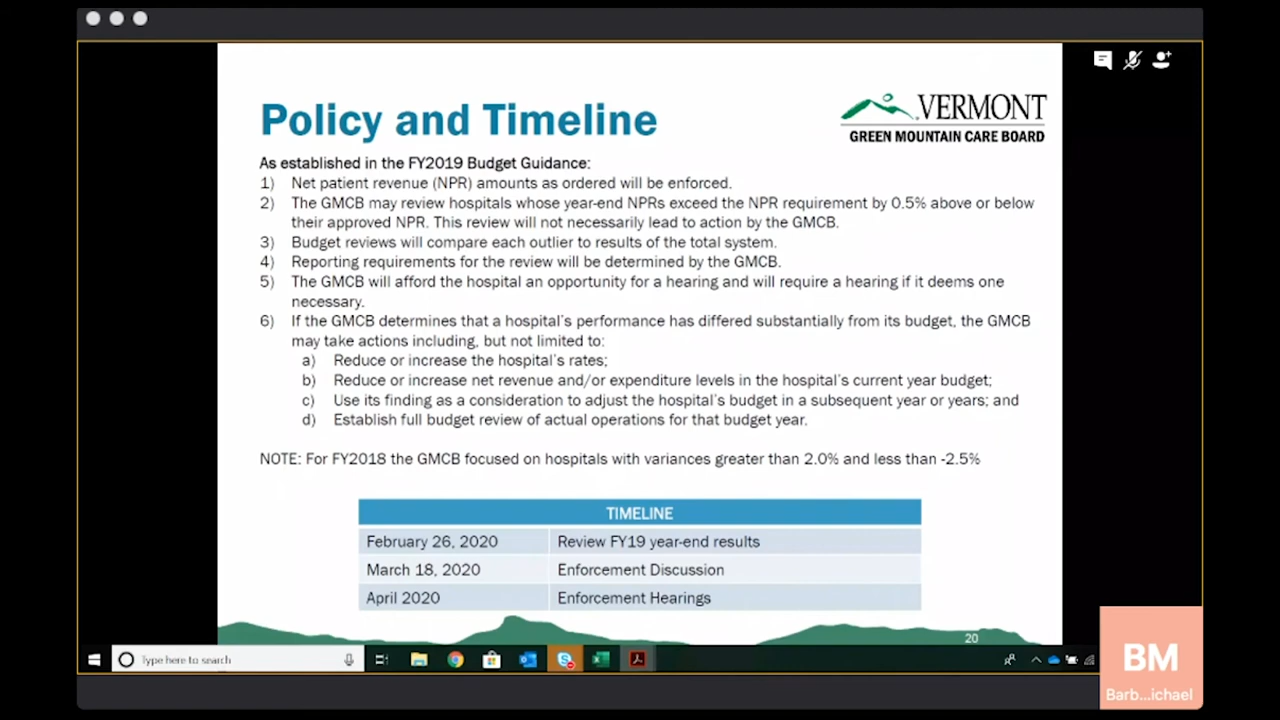 VERMONT
GREEN MOUNTAIN CARE BOARD
Policy and Timeline
As established in the FY2019 Budget Guidance:
1) Net patient revenue (NPR) amounts as ordered will be enforced.
2) The GMCB may review hospitals whose year-end NPRs exceed the NPR requirement by 0.5% above or below
their approved NPR. This review will not necessarily lead to action by the GMCB.
3) Budget reviews will compare each outlier to results of the total system.
4) Reporting requirements for the review will be determined by the GMCB.
5) The GMCB will afford the hospital an opportunity for a hearing and will require a hearing if it deems one
necessary.
6) If the GMCB determines that a hospital's performance has differed substantially from its budget, the GMCB
may take actions including, but not limited to:
a) Reduce or increase the hospital's rates;
b) Reduce or increase net revenue and/or expenditure levels in the hospital's current year budget;
c) Use its finding as a consideration to adjust the hospital's budget in a subsequent year or years; and
d) Establish full budget review of actual operations for that budget year.
NOTE: For FY2018 the GMCB focused on hospitals with variances greater than 2.0% and less than -2.5%
TIMELINE
February 26, 2020 Review FY19 year-end results
March 18, 2020 Enforcement Discussion
April 2020 Enforcement Hearings
20
Type here to search
BM
Barb...ichael